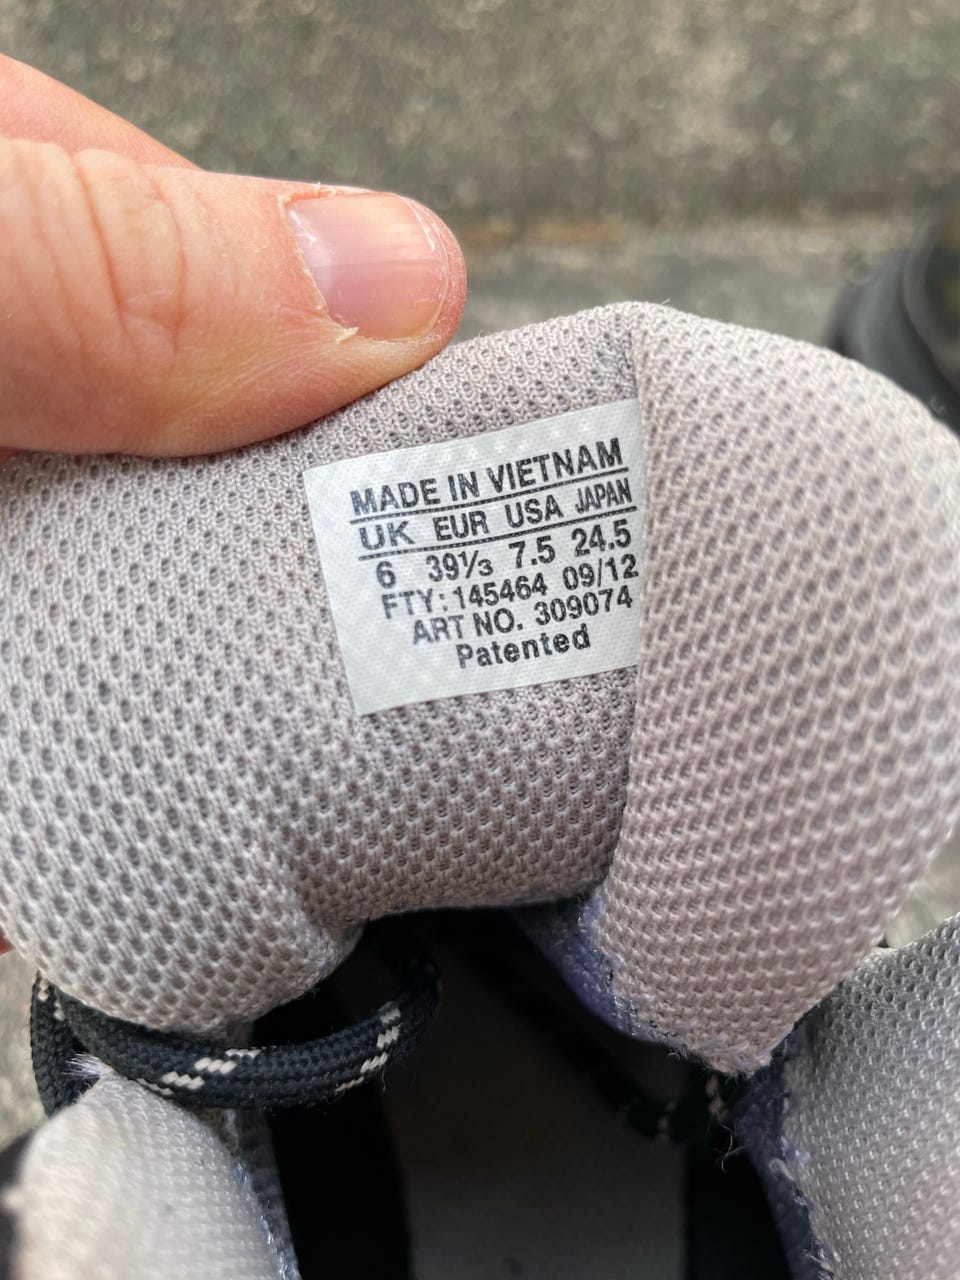 MADE IN VIETNAM
UK EUR USA JAPAN
6 39⅓ 7.5 24.5
FTY: 145464 09/12
ART NO. 309074
Patented